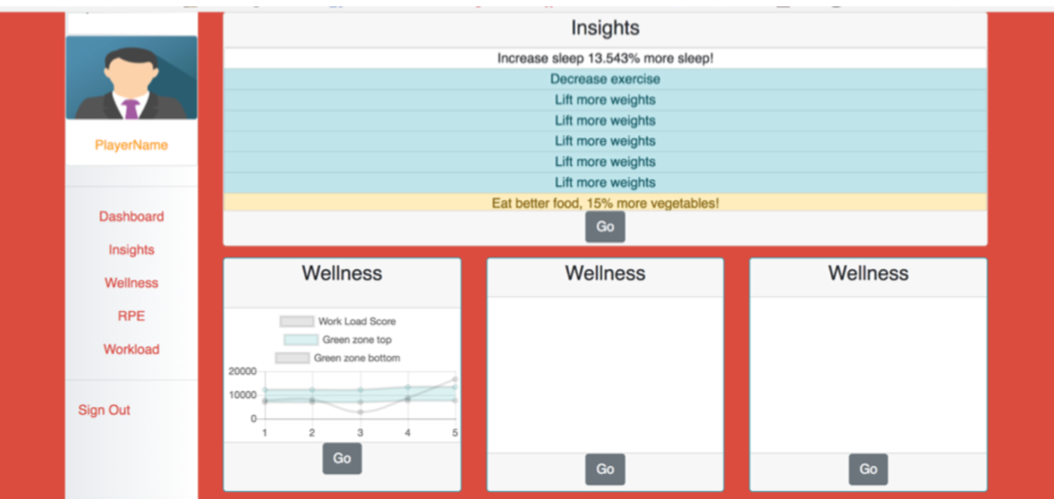 PlayerName
Dashboard
Insights
Wellness
RPE
Workload
Sign Out
Insights
Increase sleep 13.543% more sleep!
Decrease exercise
Lift more weights
Lift more weights
Lift more weights
Lift more weights
Lift more weights
Eat better food, 15% more vegetables!
Go
Wellness
Work Load Score
Green zone top
Green zone bottom
20000
10000
0
1 2 3 4 5
Go
Wellness
Go
Wellness
Go